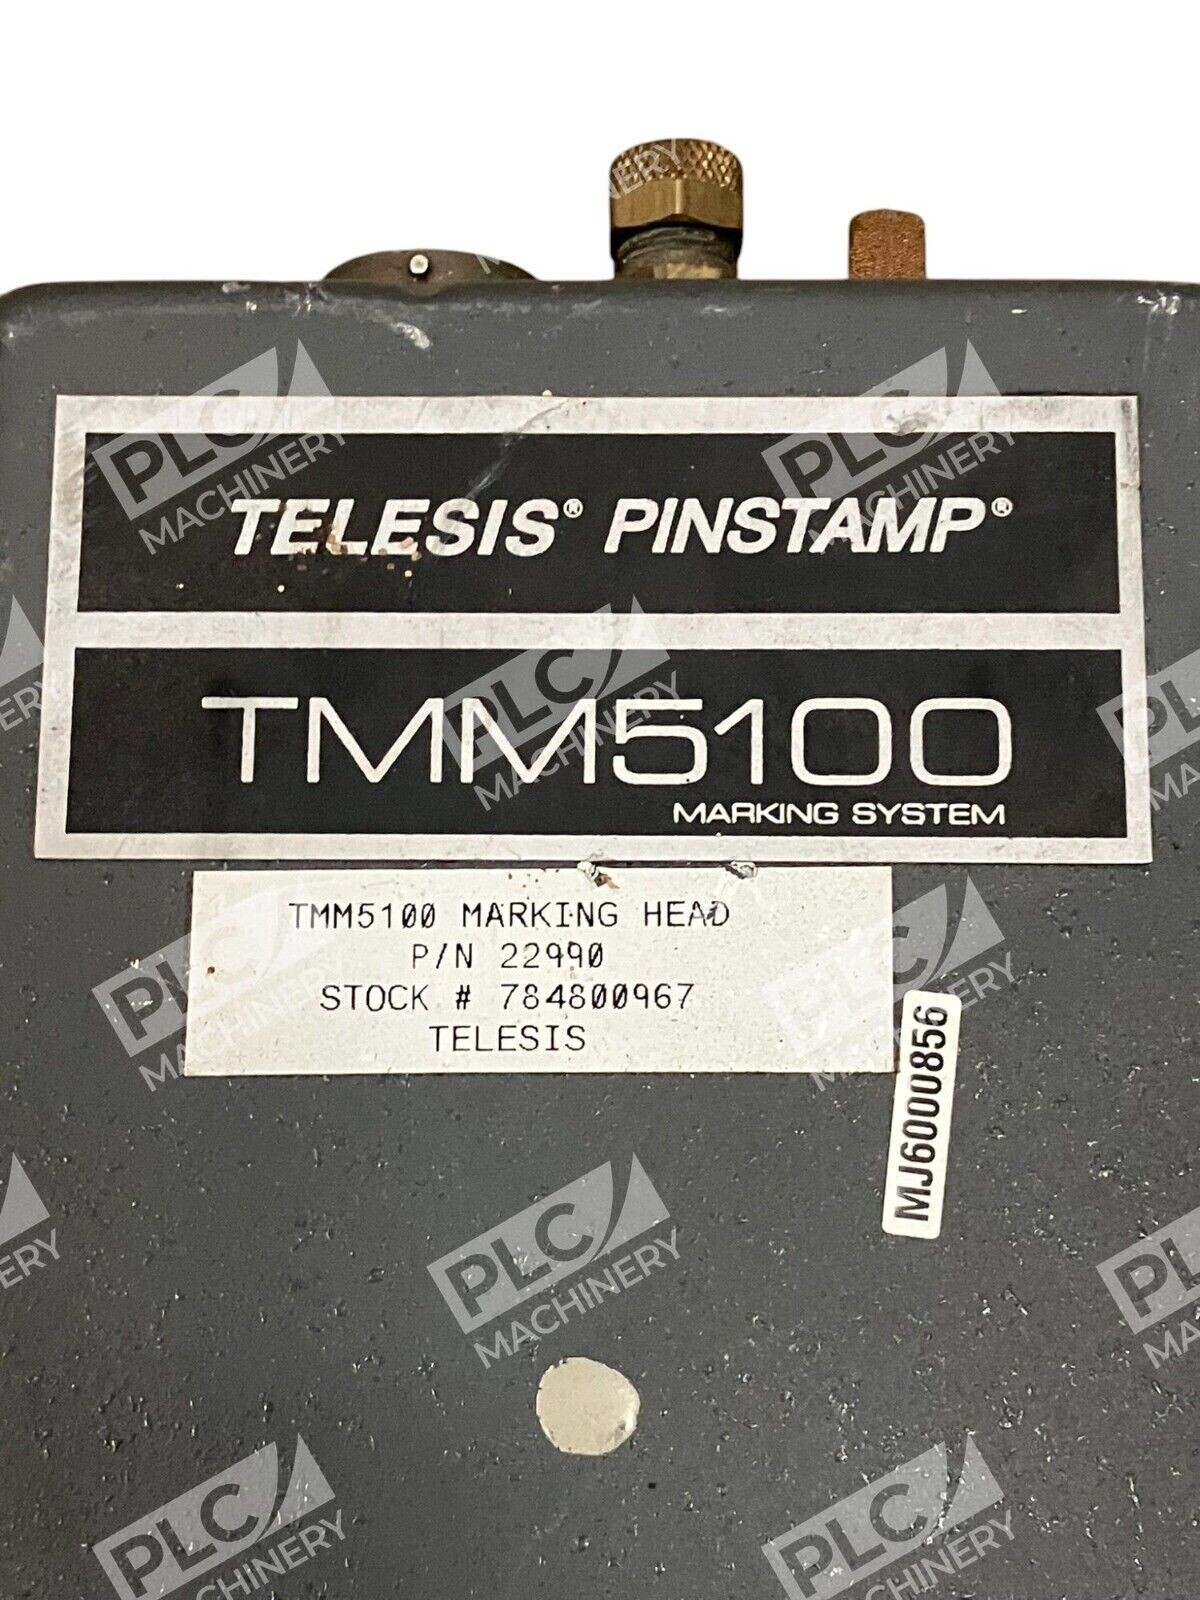 TELESIS® PINSTAMP®
TMM5100
MARKING SYSTEM
TMM5100 MARKING HEAD
P/N 22990
STOCK # 784800967
TELESIS
MJ6000856
PLC
MACHINERY